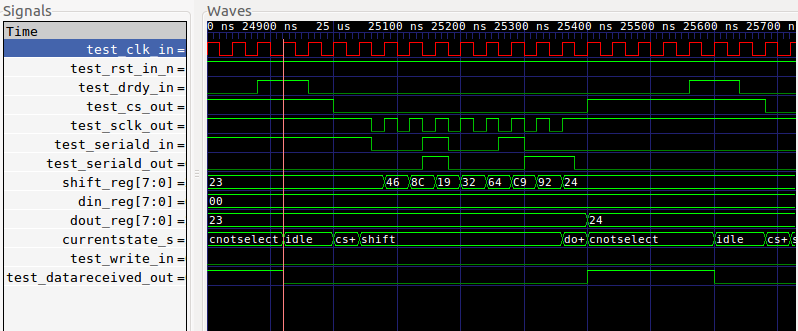 Signals
Waves
Time
0 ns 24900 ns 25 us 25100 ns 25200 ns 25300 ns 25400 ns 25500 ns 25600 ns 25700 n
test_clk_in =
test_rst_in_n =
test_drdy_in =
test_cs_out =
test_sclk_out =
test_seriald_in =
test_seriald_out =
shift_reg[7:0] = 23 46 8C 19 32 64 C9 92 24
din_reg[7:0] = 00
dout_reg[7:0] = 23 24
currentstate_s = cnotselect idle cs+ shift do+ cnotselect idle cs+ s
test_write_in =
test_datareceived_out =